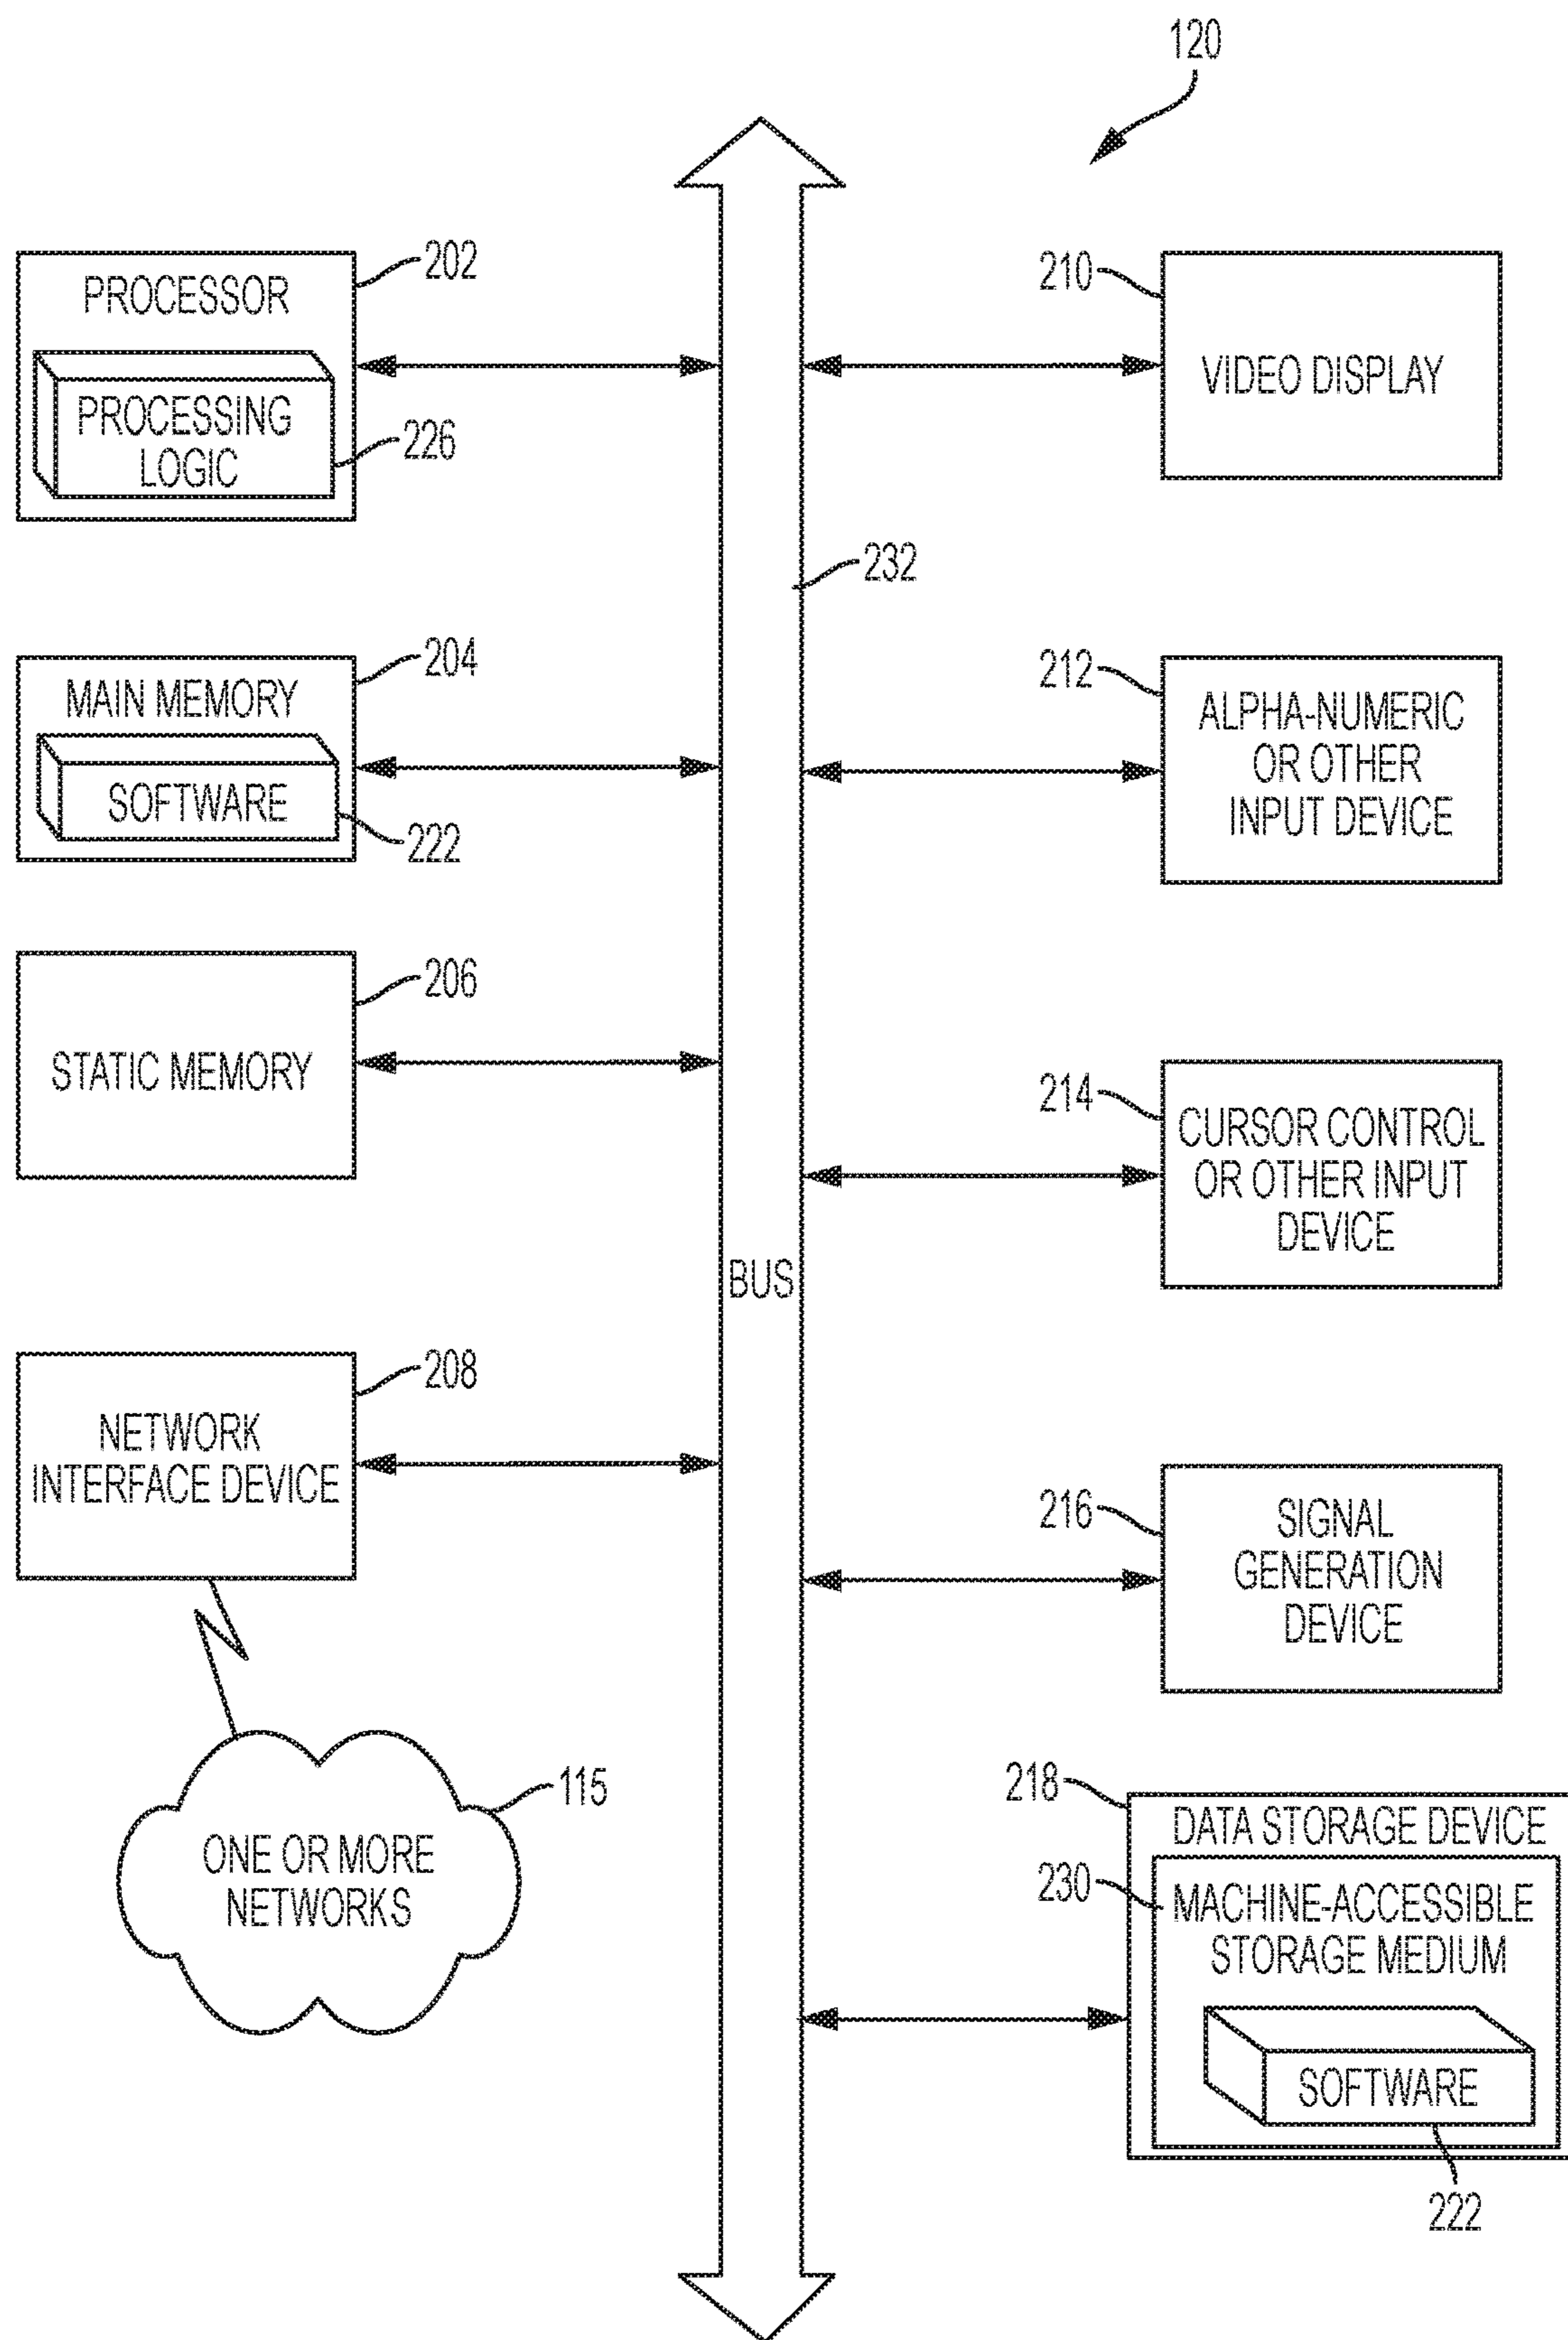 120
PROCESSOR
202
PROCESSING
LOGIC
226
MAIN MEMORY
204
SOFTWARE
222
STATIC MEMORY
206
NETWORK
INTERFACE DEVICE
208
ONE OR MORE
NETWORKS
115
BUS
232
210
VIDEO DISPLAY
212
ALPHA-NUMERIC
OR OTHER
INPUT DEVICE
214
CURSOR CONTROL
OR OTHER INPUT
DEVICE
216
SIGNAL
GENERATION
DEVICE
218
DATA STORAGE DEVICE
230
MACHINE-ACCESSIBLE
STORAGE MEDIUM
SOFTWARE
222